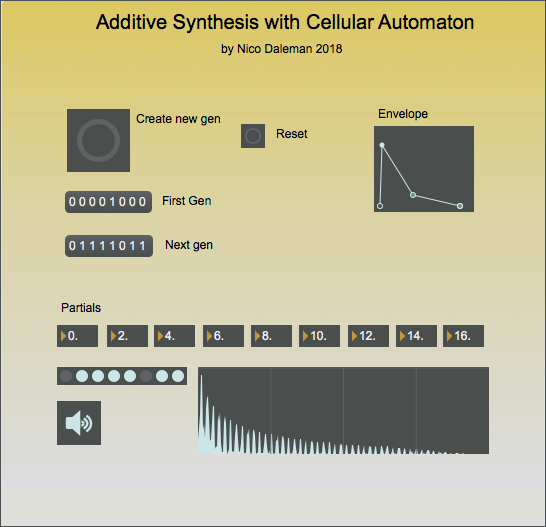 Additive Synthesis with Cellular Automaton
by Nico Daleman 2018
Create new gen
Reset
Envelope
0 0 0 0 1 0 0 0 First Gen
0 1 1 1 1 0 1 1 Next gen
Partials
0. 2. 4. 6. 8. 10. 12. 14. 16.